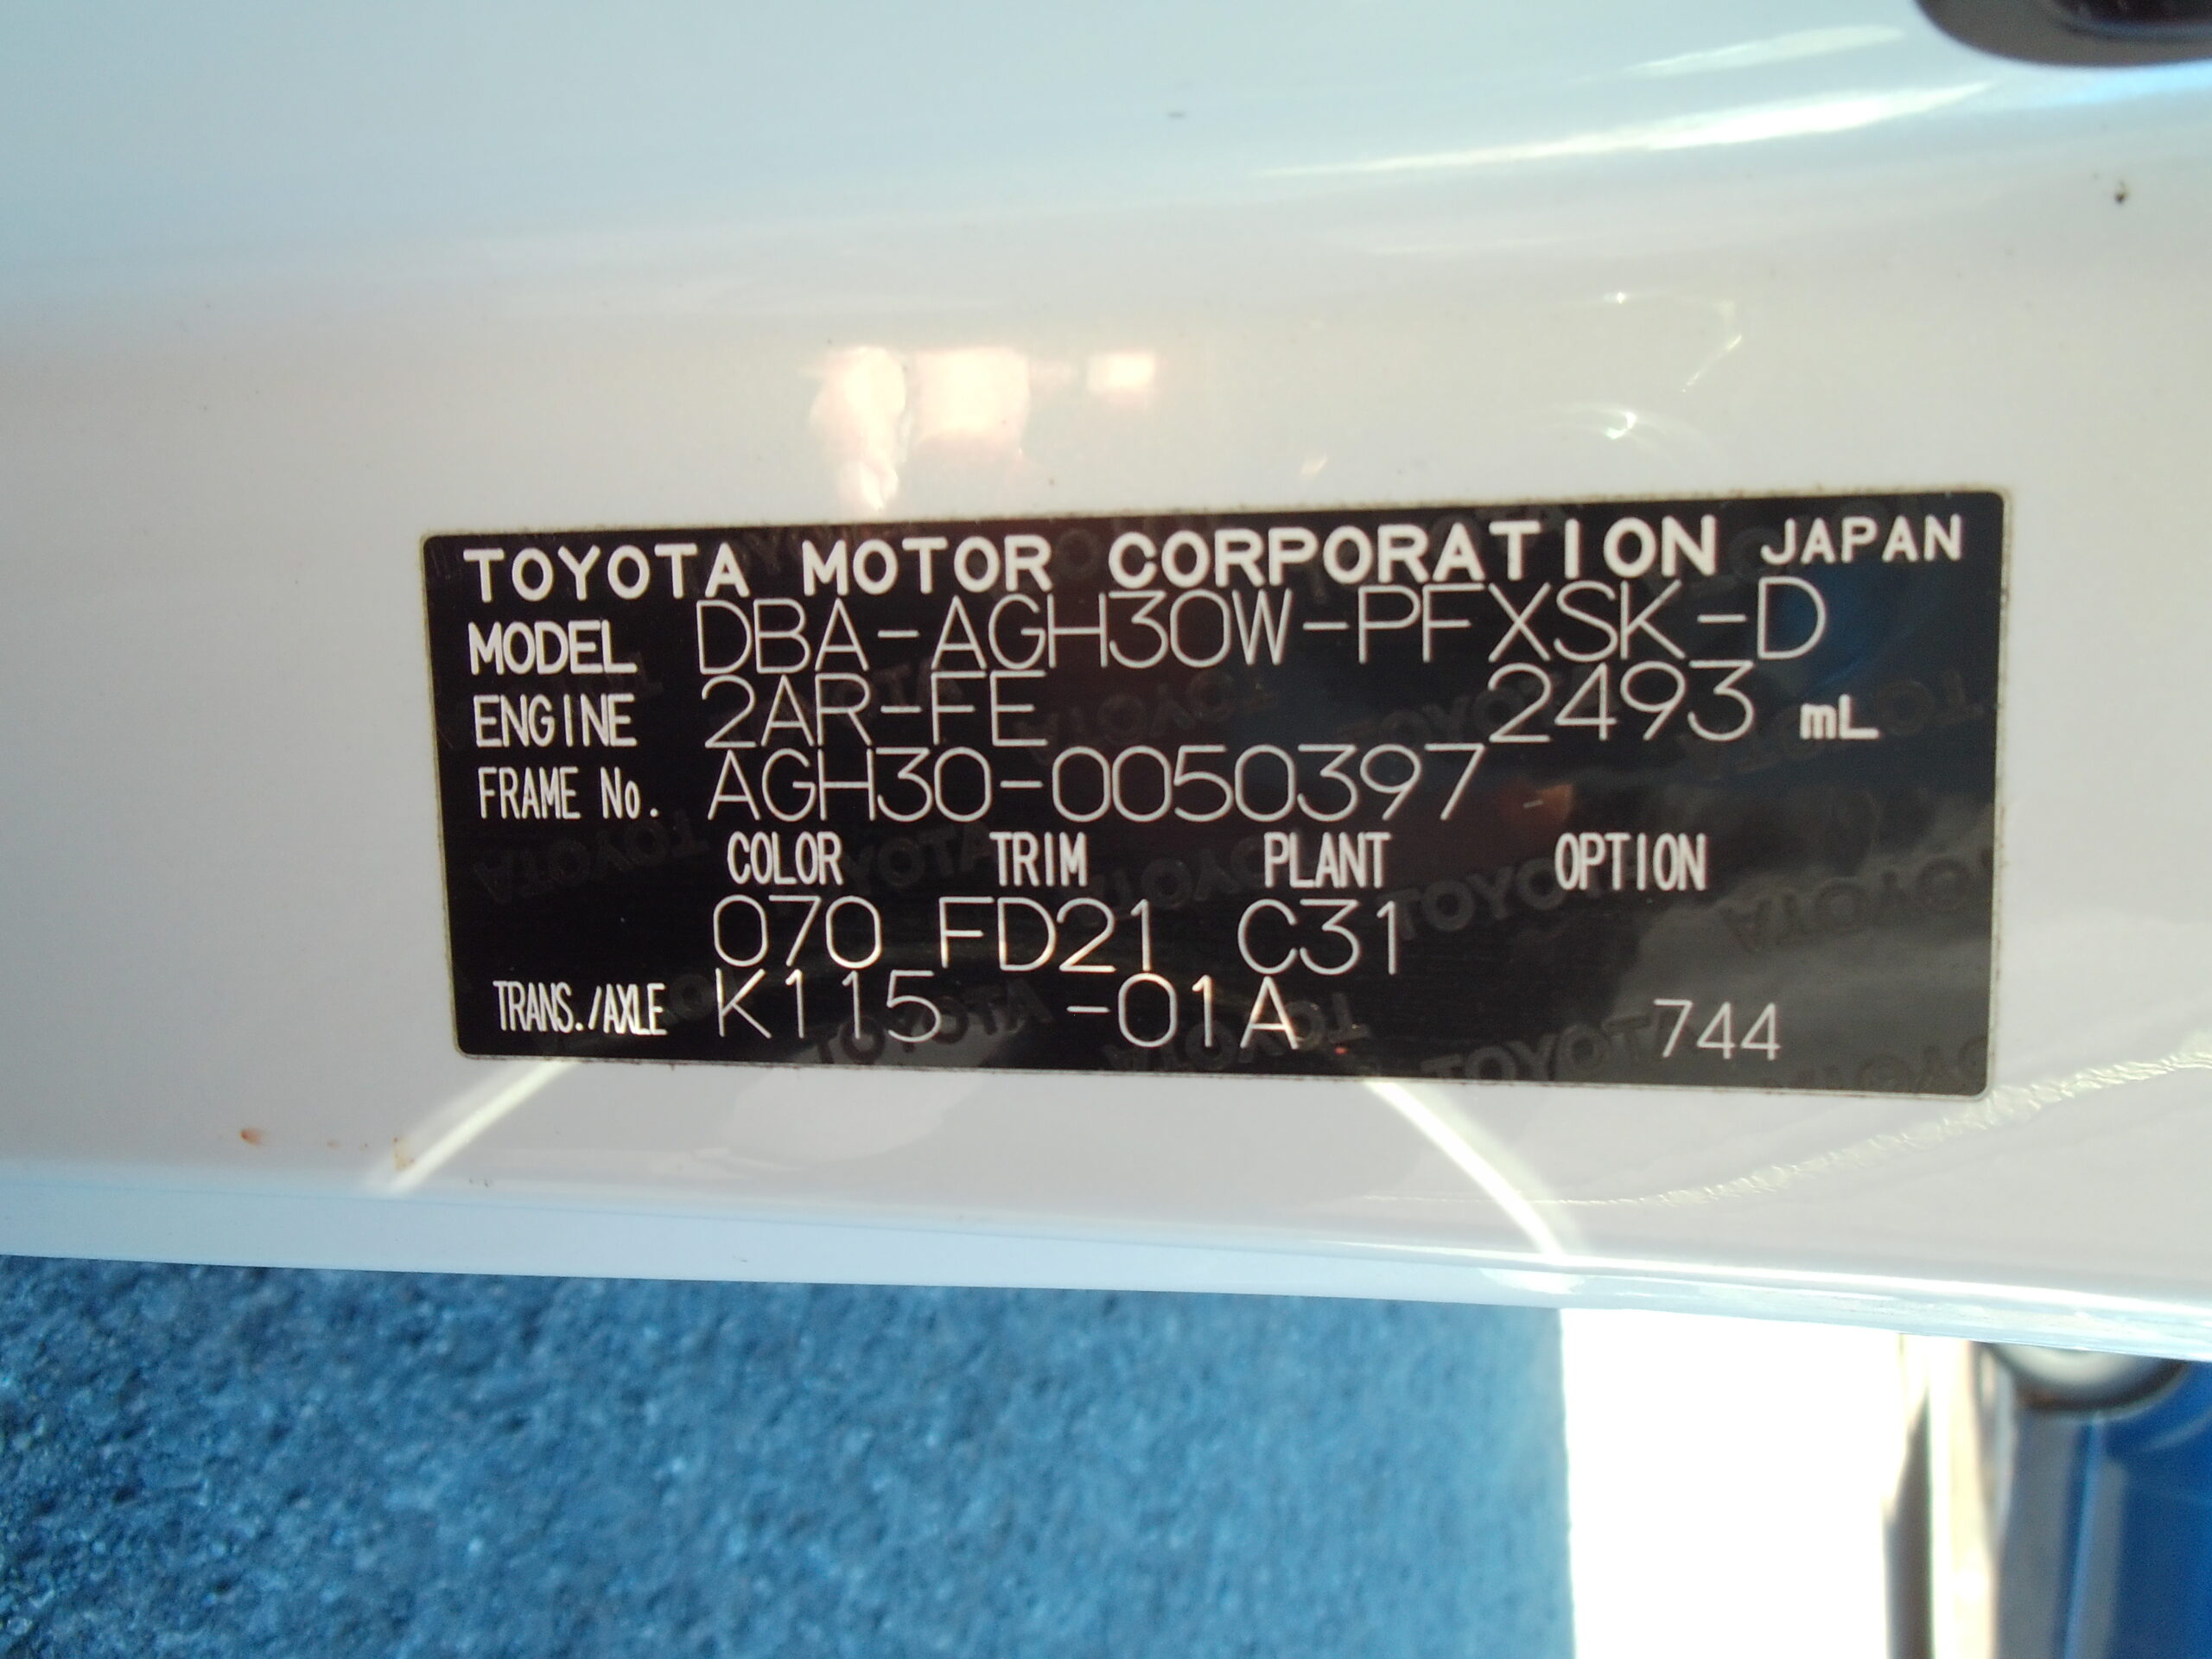 TOYOTA MOTOR CORPORATION JAPAN
MODEL DBA-AGH30W-PFXSK-D
ENGINE 2AR-FE 2493 mL
FRAME No. AGH30-0050397
COLOR TRIM PLANT OPTION
070 FD21 C31
TRANS./AXLE K115 -01A 744